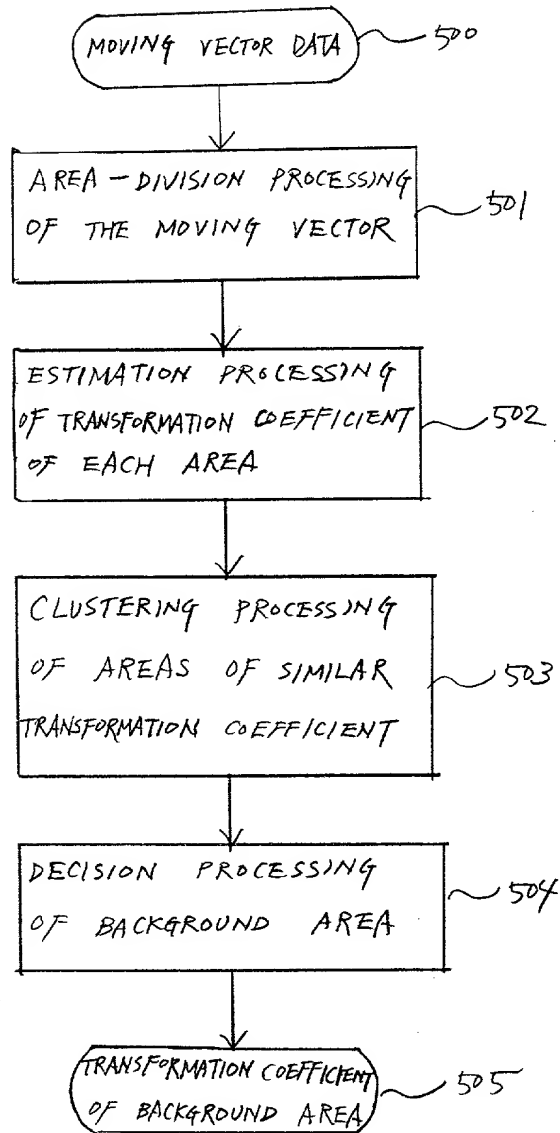 MOVING VECTOR DATA
500
AREA-DIVISION PROCESSING
OF THE MOVING VECTOR
501
ESTIMATION PROCESSING
OF TRANSFORMATION COEFFICIENT
OF EACH AREA
502
CLUSTERING PROCESSING
OF AREAS OF SIMILAR
TRANSFORMATION COEFFICIENT
503
DECISION PROCESSING
OF BACKGROUND AREA
504
TRANSFORMATION COEFFICIENT
OF BACKGROUND AREA
505